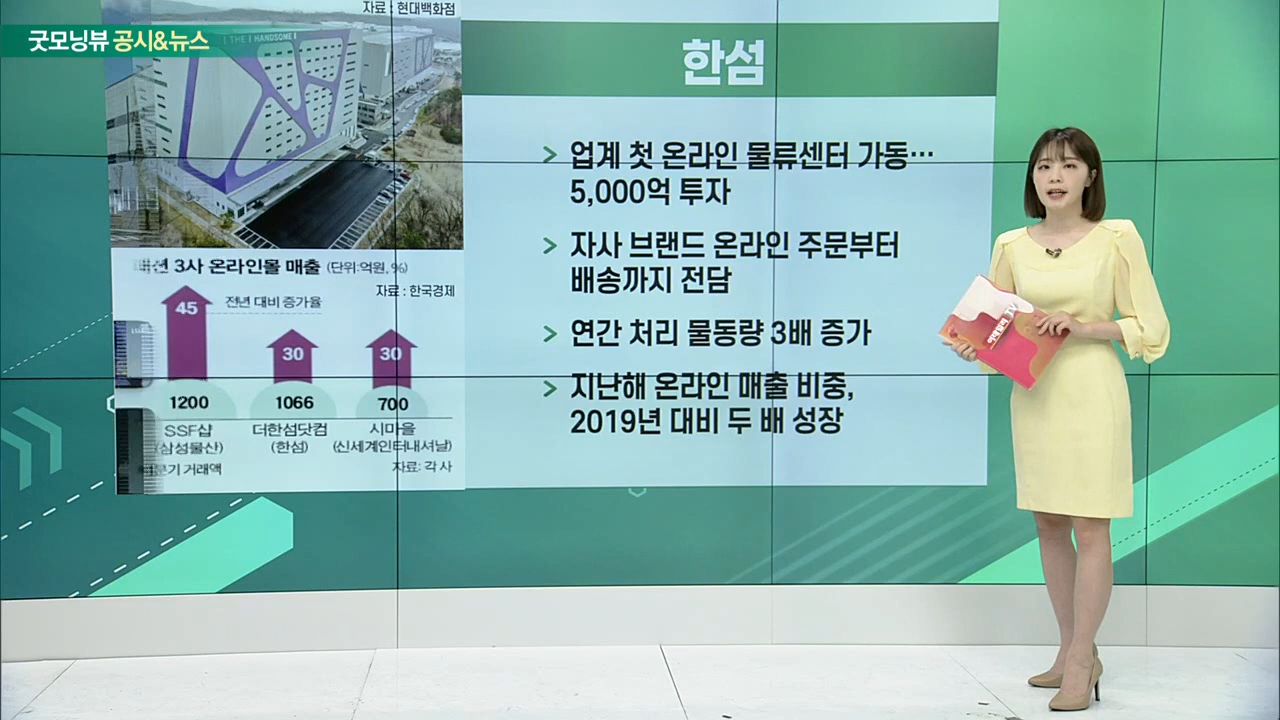 굿모닝뷰 공시&뉴스
자료 : 현대백화점
THE HANDSOME
한섬
업계 첫 온라인 물류센터 가동…
5,000억 투자
자사 브랜드 온라인 주문부터
배송까지 전담
연간 처리 물동량 3배 증가
지난해 온라인 매출 비중,
2019년 대비 두 배 성장
패션 3사 온라인몰 매출 (단위:억원, %)
자료 : 한국경제
전년 대비 증가율
45 30 30
1200 1066 700
SSF샵 더한섬닷컴 시마을
(삼성물산) (한섬) (신세계인터내셔날)
거래액
자료: 각 사